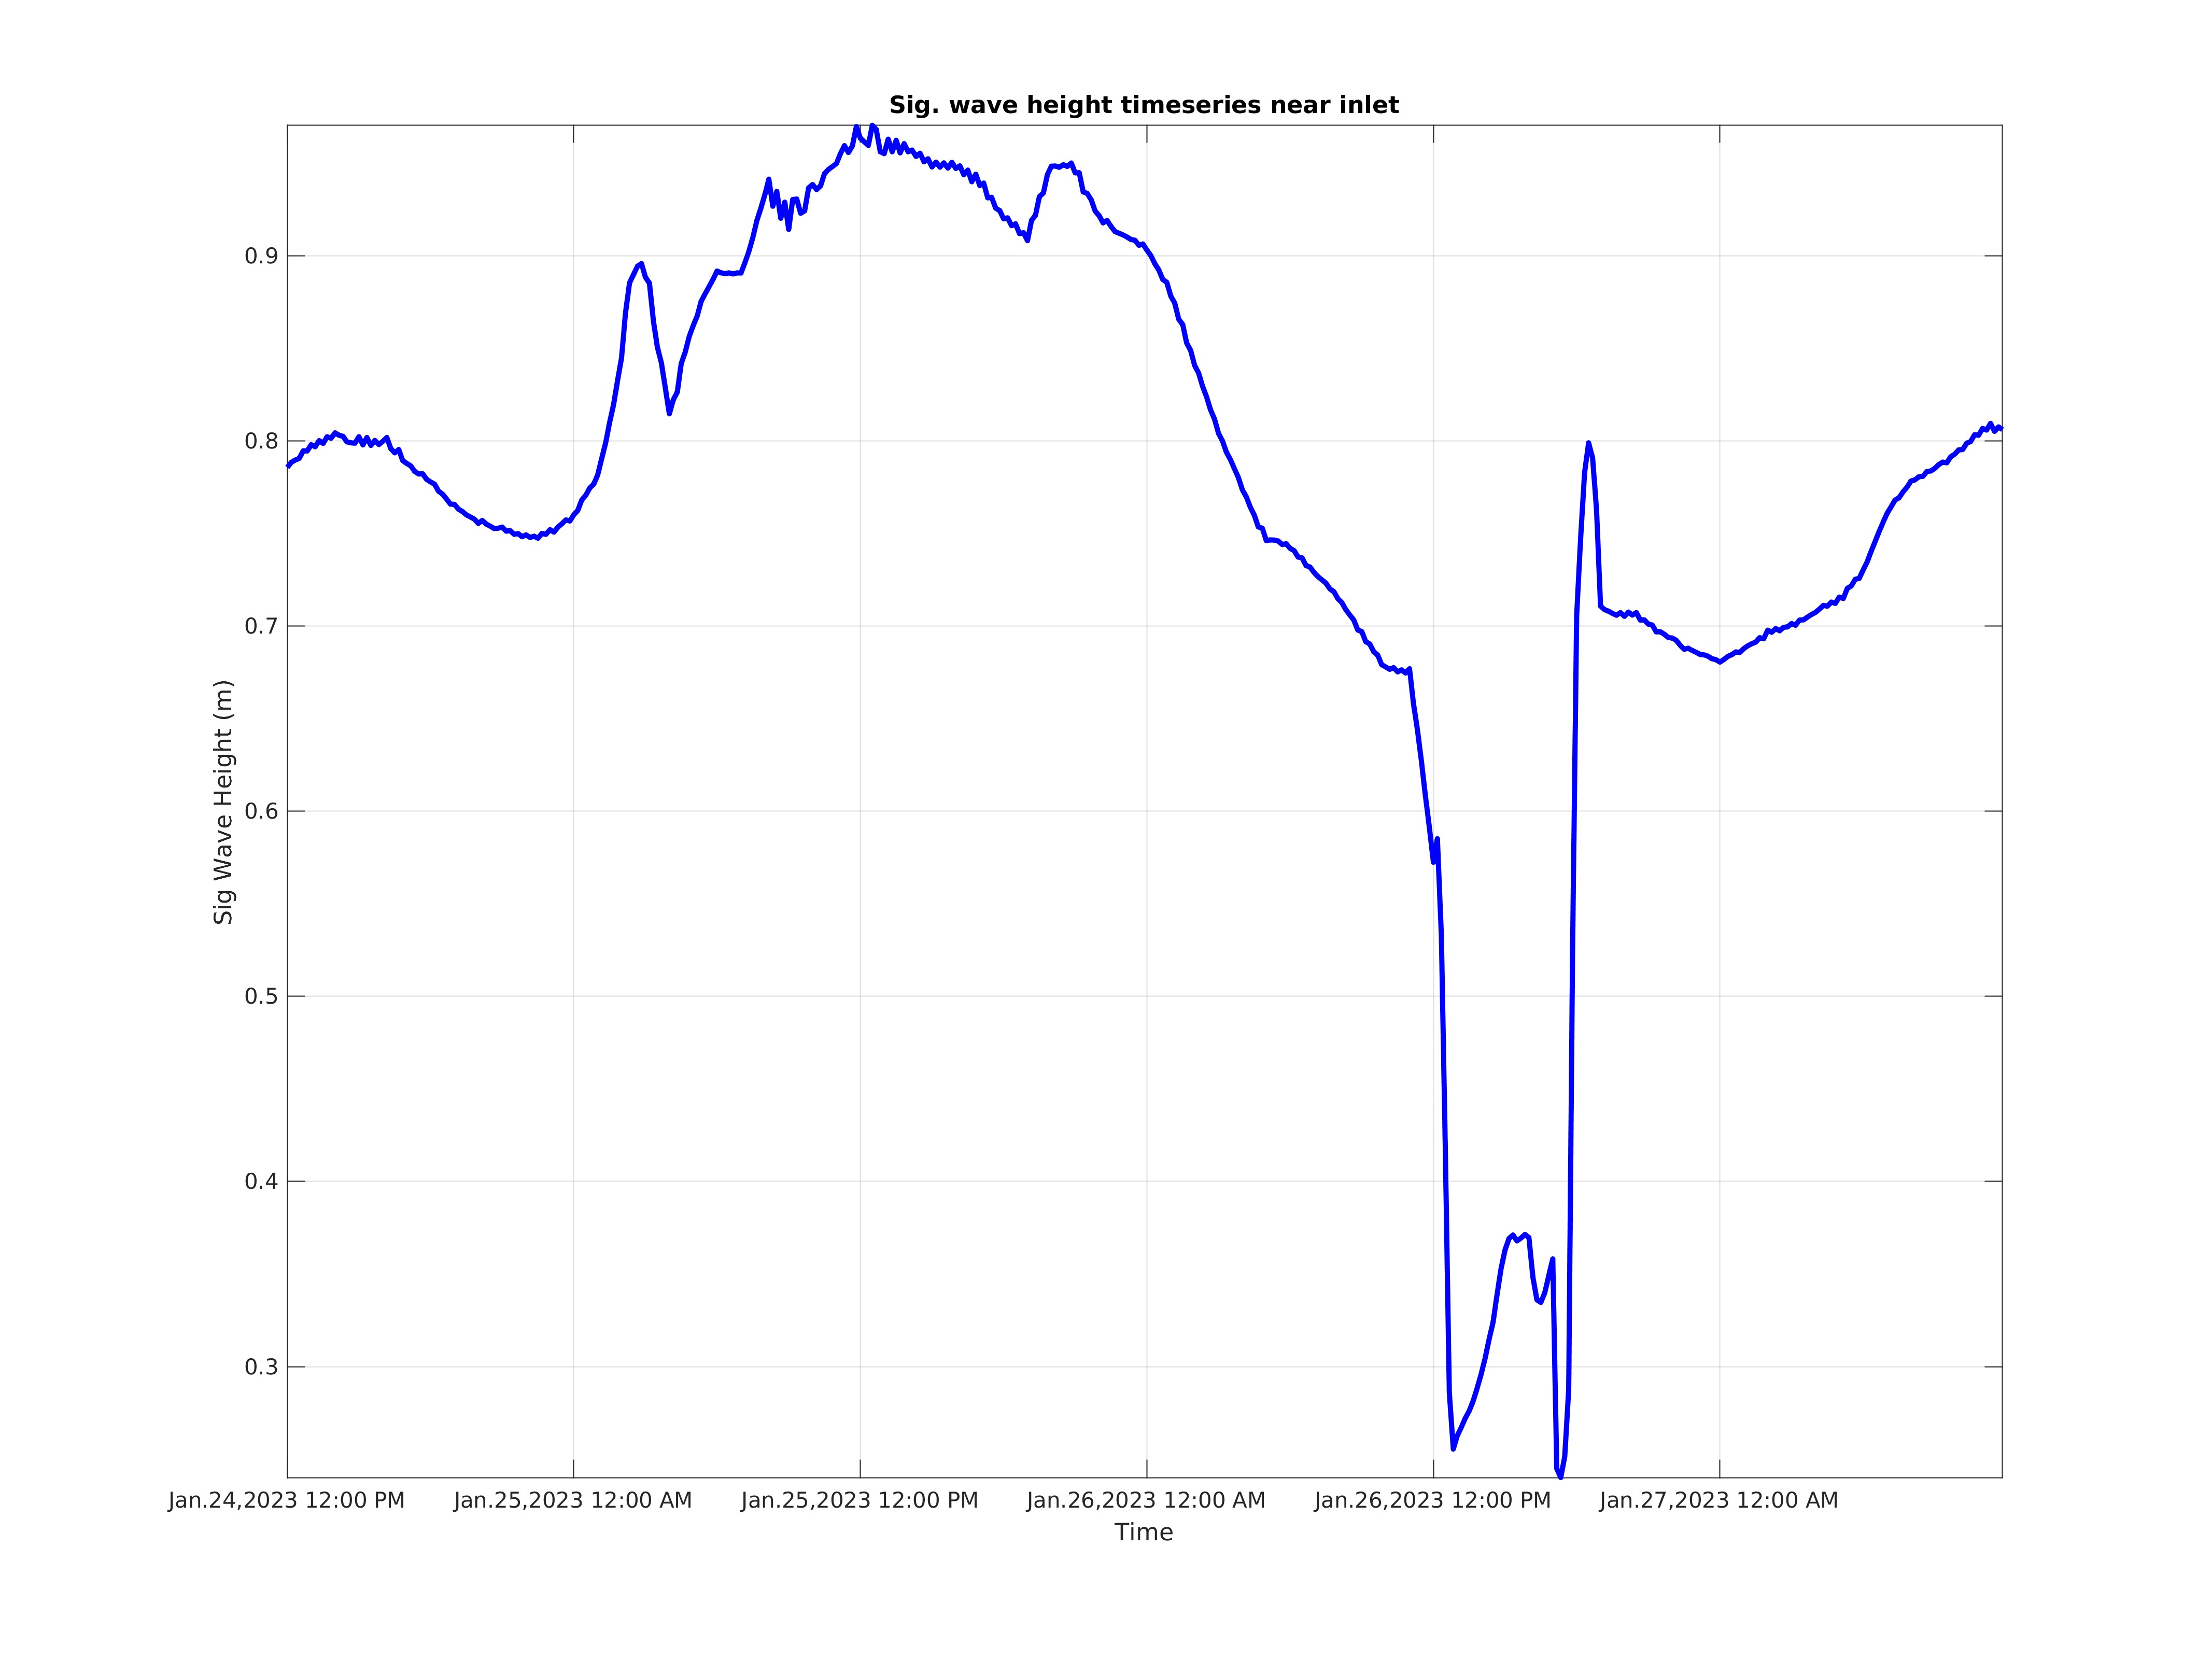 Sig. wave height timeseries near inlet
0.9
0.8
0.7
0.6
0.5
0.4
0.3
Sig Wave Height (m)
Jan.24,2023 12:00 PM
Jan.25,2023 12:00 AM
Jan.25,2023 12:00 PM
Jan.26,2023 12:00 AM
Jan.26,2023 12:00 PM
Jan.27,2023 12:00 AM
Time